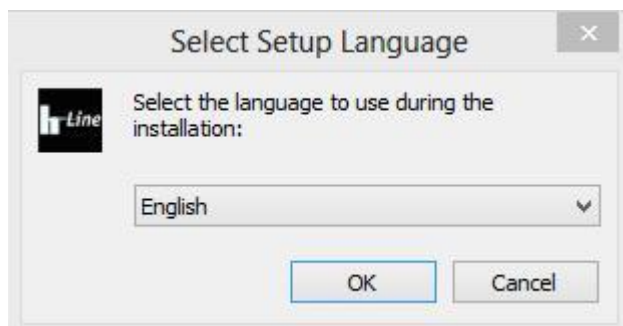 Select Setup Language
h-Line
Select the language to use during the
installation:
English
OK
Cancel